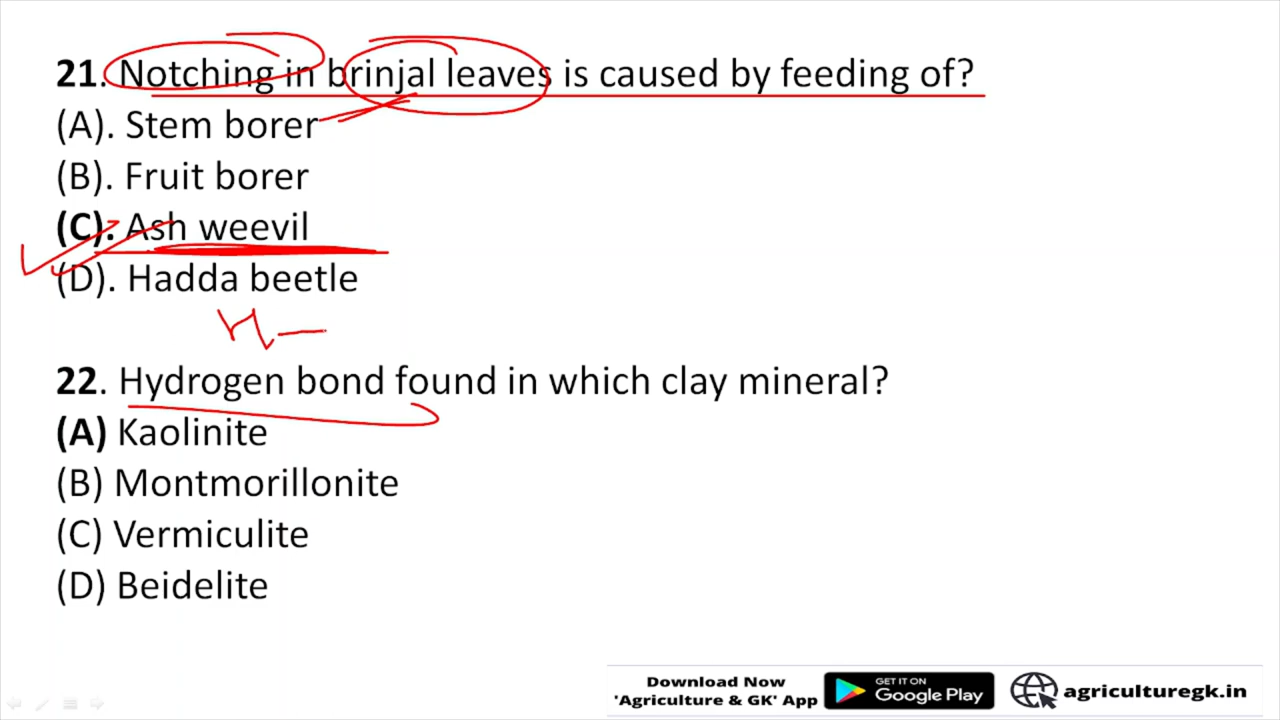 21. Notching in brinjal leaves is caused by feeding of?
(A). Stem borer
(B). Fruit borer
(C). Ash weevil
(D). Hadda beetle
22. Hydrogen bond found in which clay mineral?
(A) Kaolinite
(B) Montmorillonite
(C) Vermiculite
(D) Beidelite
Download Now
'Agriculture & GK' App
GET IT ON
Google Play
agriculturegk.in